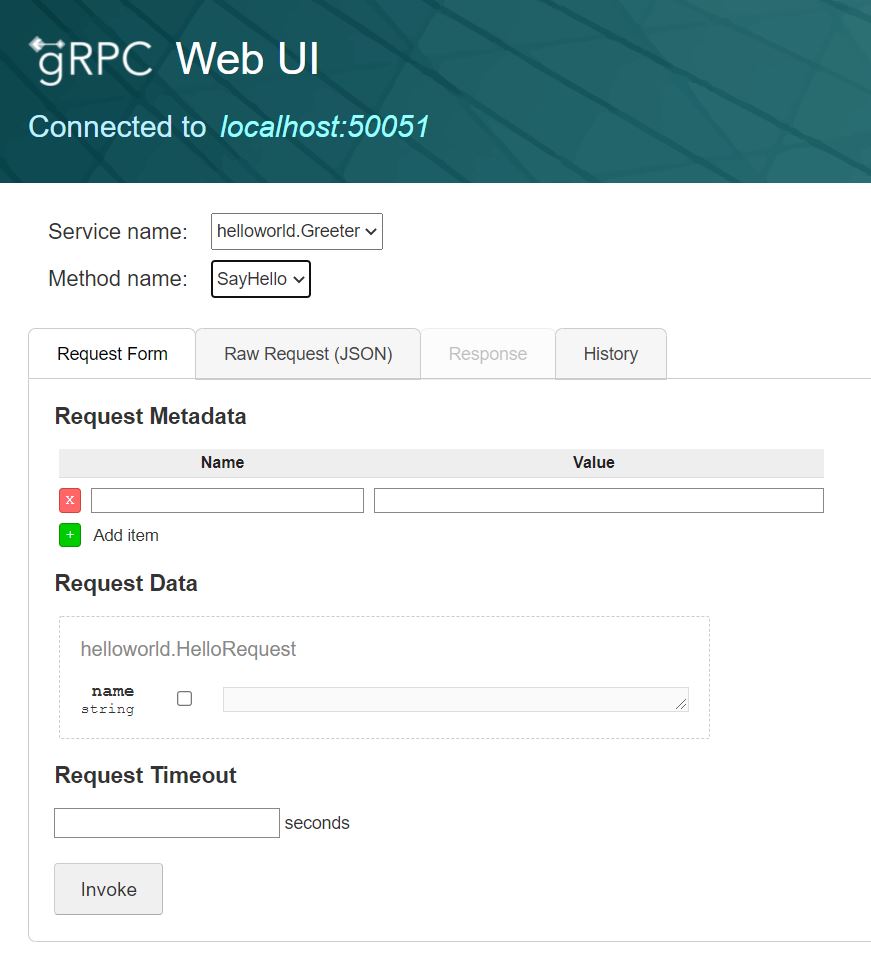 gRPC Web UI
Connected to localhost:50051
Service name: helloworld.Greeter
Method name: SayHello
Request Form Raw Request (JSON) Response History
Request Metadata
Name Value
x
+ Add item
Request Data
helloworld.HelloRequest
name
string
Request Timeout
seconds
Invoke